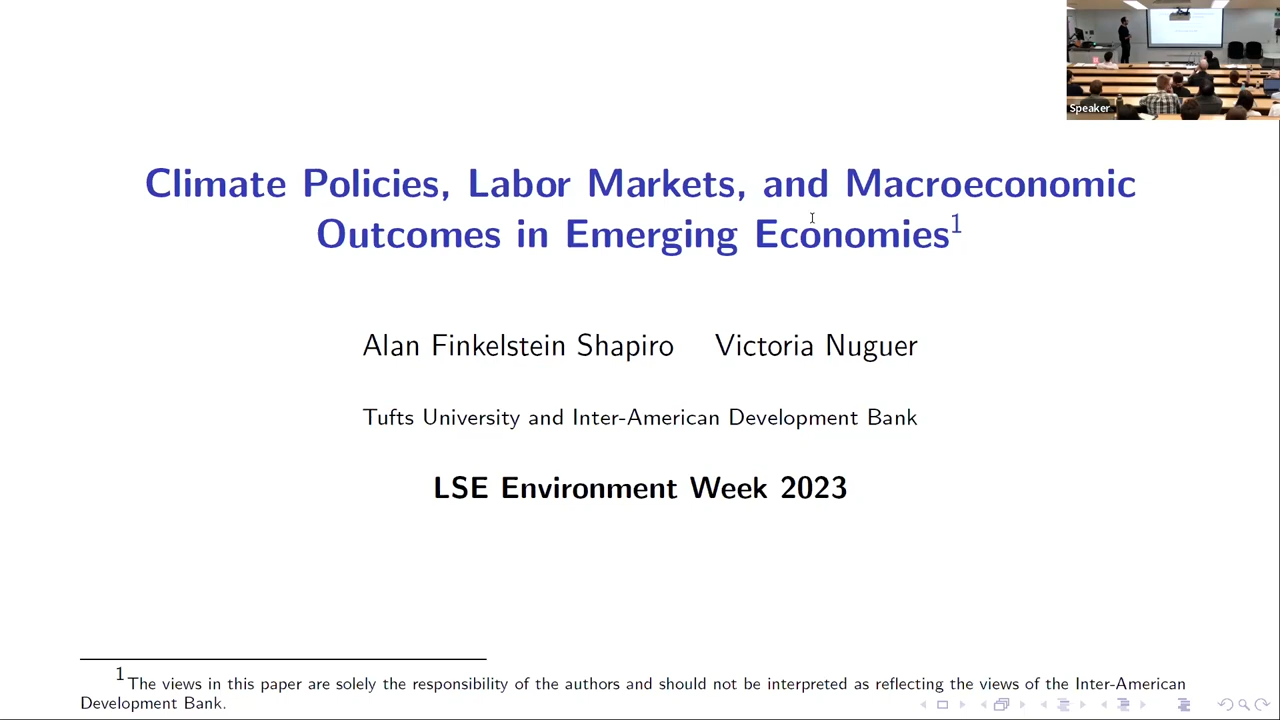 Speaker
Climate Policies, Labor Markets, and Macroeconomic
Outcomes in Emerging Economies¹
Alan Finkelstein Shapiro Victoria Nuguer
Tufts University and Inter-American Development Bank
LSE Environment Week 2023
¹The views in this paper are solely the responsibility of the authors and should not be interpreted as reflecting the views of the Inter-American
Development Bank.